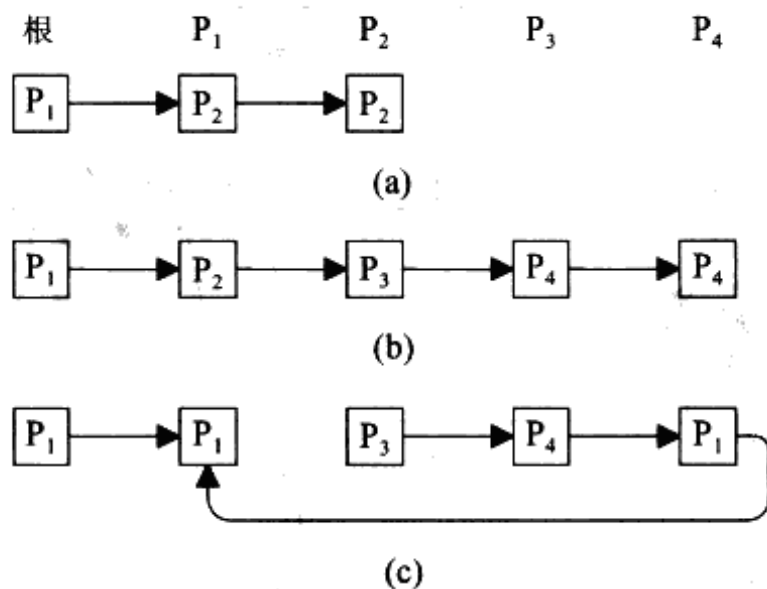 根 P₁ P₂ P₃ P₄
P₁ P₂ P₂
(a)
P₁ P₂ P₃ P₄ P₄
(b)
P₁ P₁ P₃ P₄ P₁
(c)